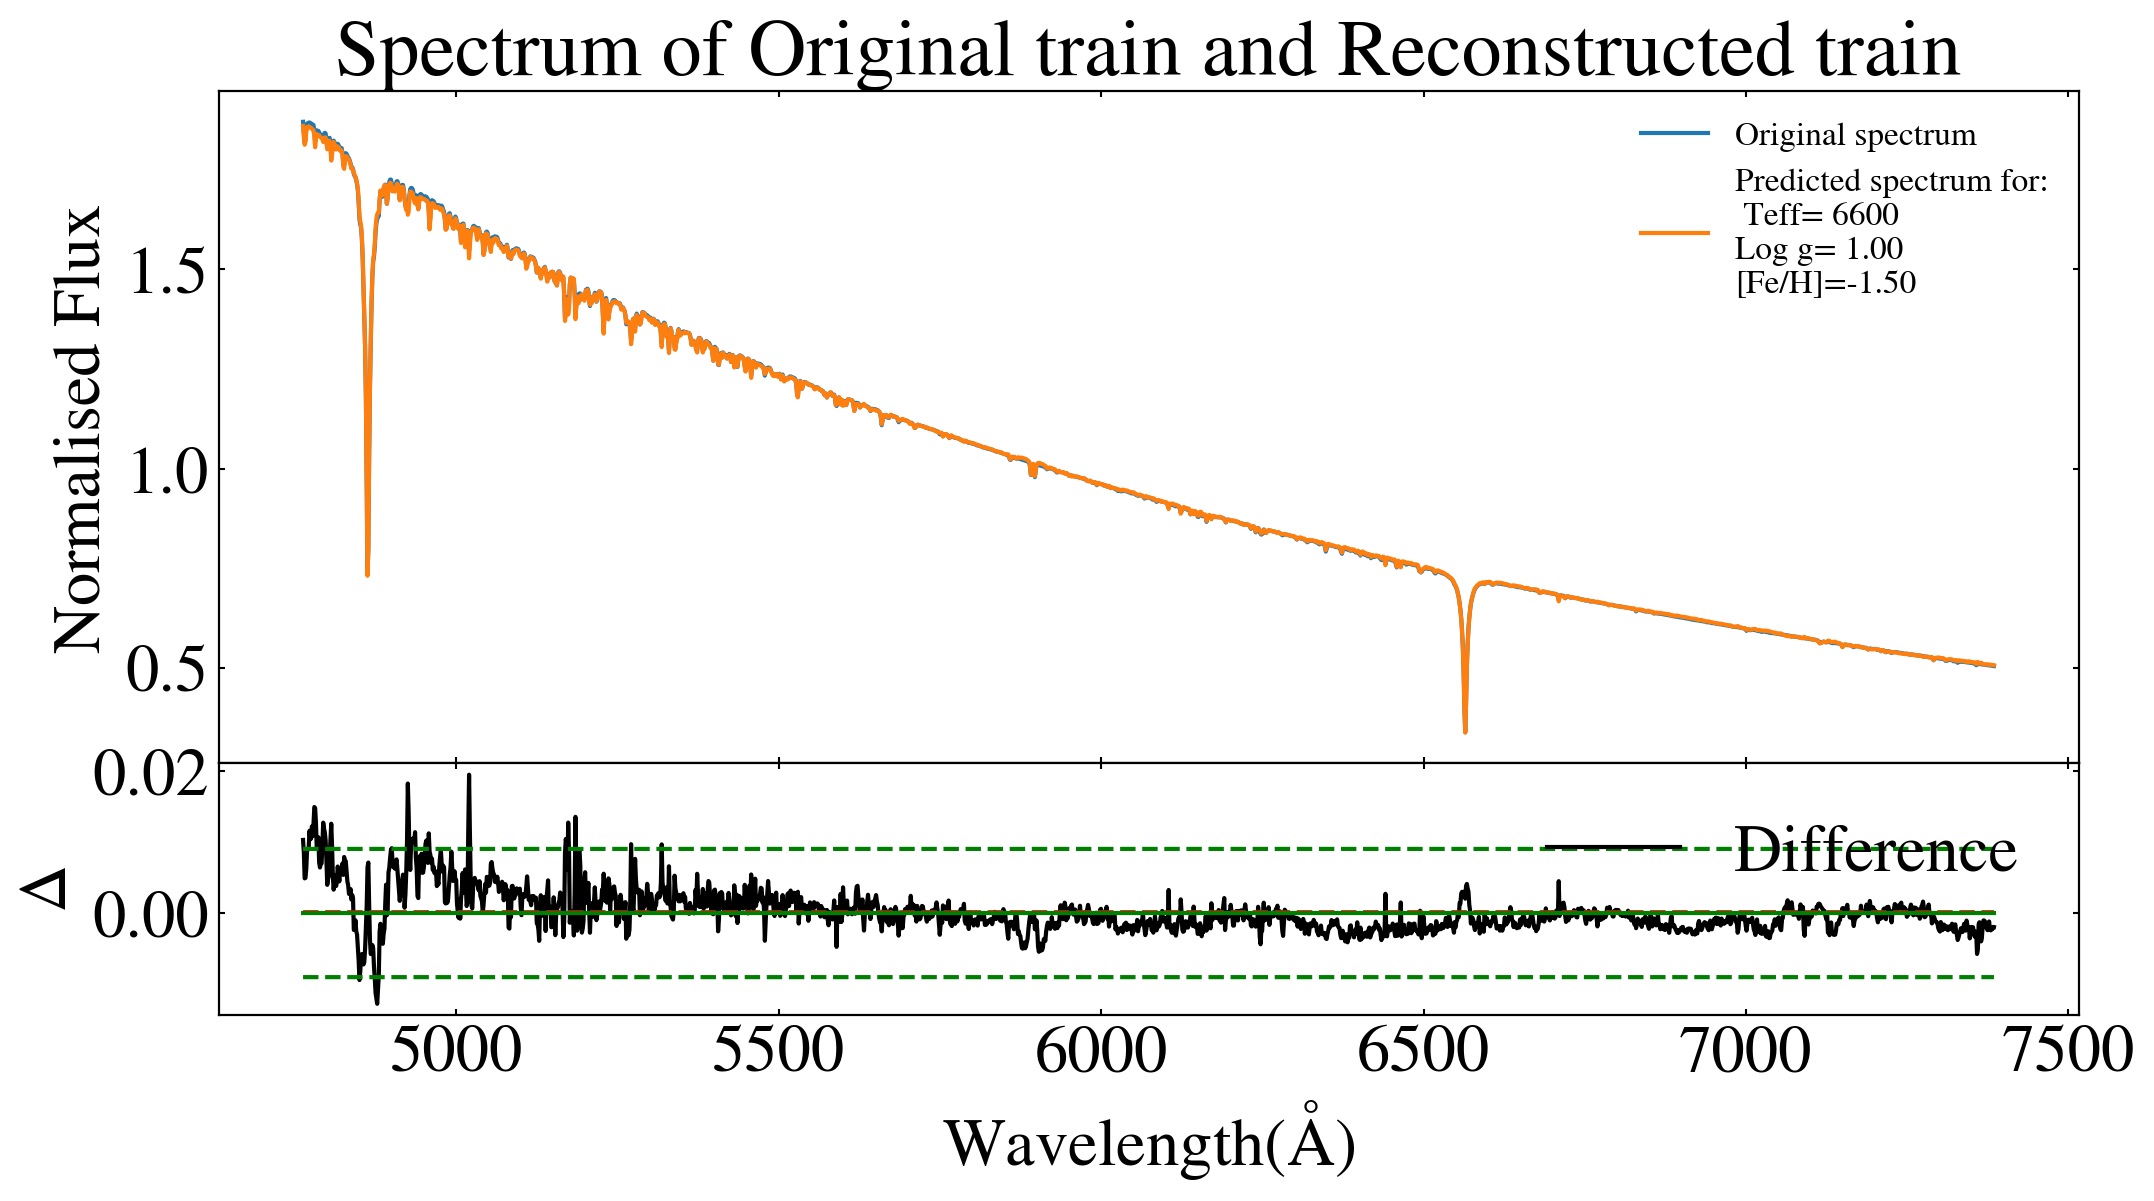 Spectrum of Original train and Reconstructed train
Normalised Flux
1.5
1.0
0.5
Original spectrum
Predicted spectrum for:
Teff= 6600
Log g= 1.00
[Fe/H]=-1.50
Δ
0.02
0.00
Difference
5000 5500 6000 6500 7000 7500
Wavelength(Å)